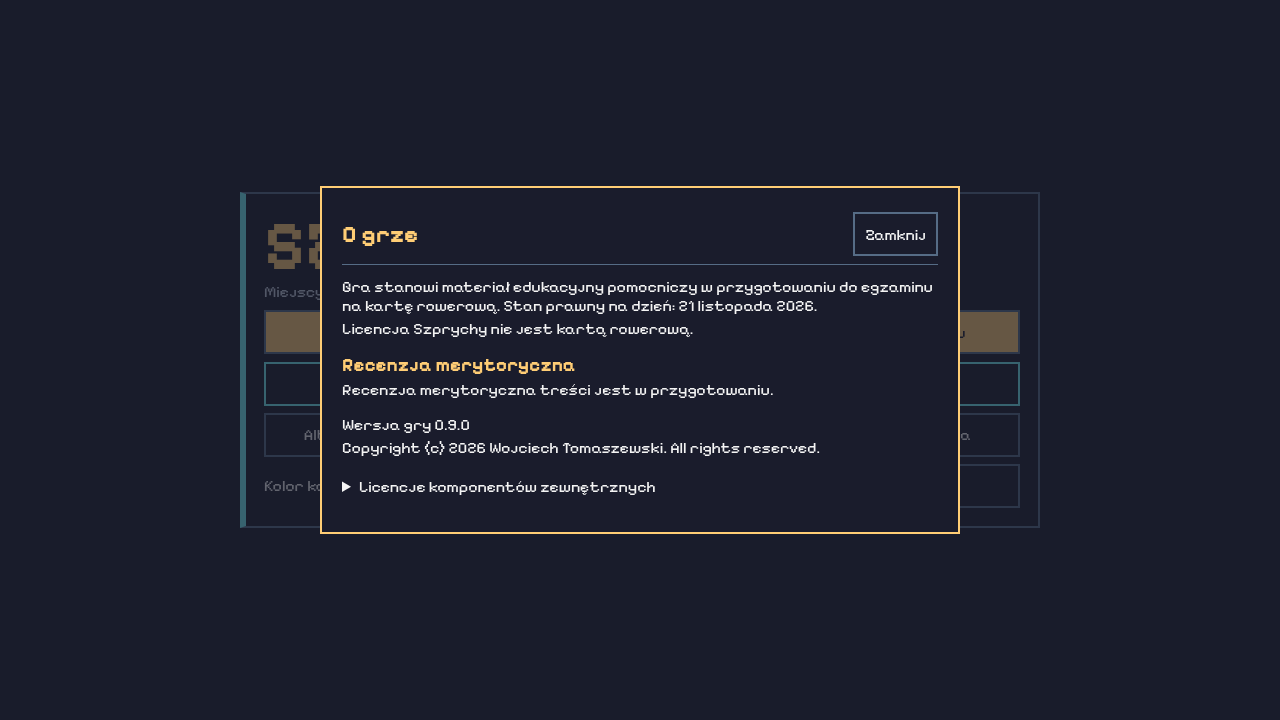 O grze
Zamknij
Gra stanowi materiał edukacyjny pomocniczy w przygotowaniu do egzaminu
na kartę rowerową. Stan prawny na dzień: 21 listopada 2026.
Licencja Szprychy nie jest kartą rowerową.
Recenzja merytoryczna
Recenzja merytoryczna treści jest w przygotowaniu.
Wersja gry 0.9.0
Copyright (c) 2026 Wojciech Tomaszewski. All rights reserved.
Licencje komponentów zewnętrznych
Kolor